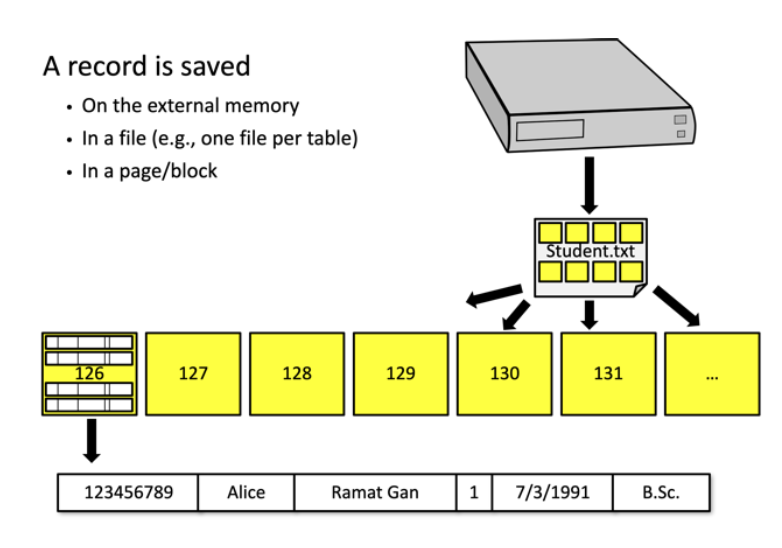 A record is saved
• On the external memory
• In a file (e.g., one file per table)
• In a page/block
Student.txt
126 127 128 129 130 131 ...
123456789 Alice Ramat Gan 1 7/3/1991 B.Sc.